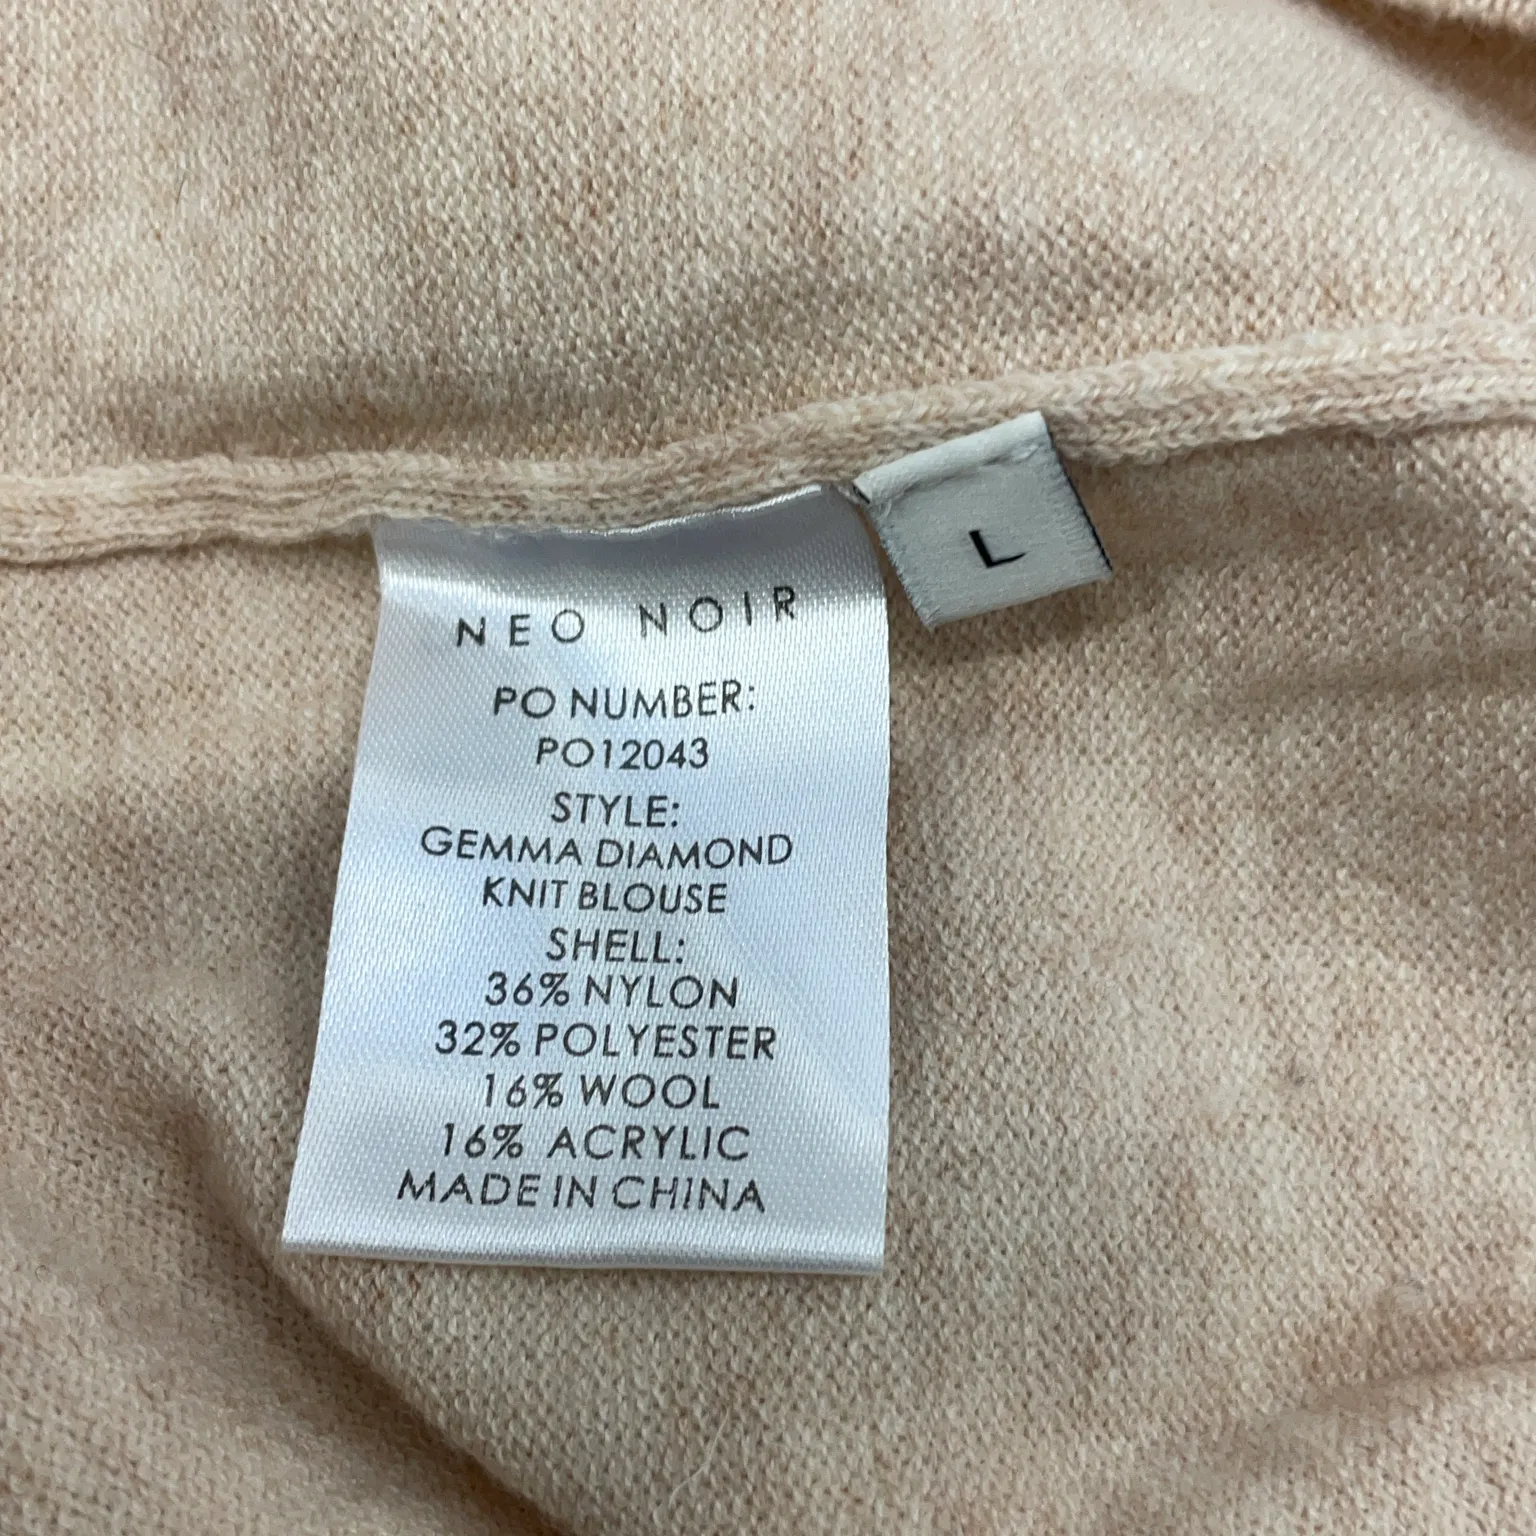 L
NEO NOIR
PO NUMBER:
PO12043
STYLE:
GEMMA DIAMOND
KNIT BLOUSE
SHELL:
36% NYLON
32% POLYESTER
16% WOOL
16% ACRYLIC
MADE IN CHINA